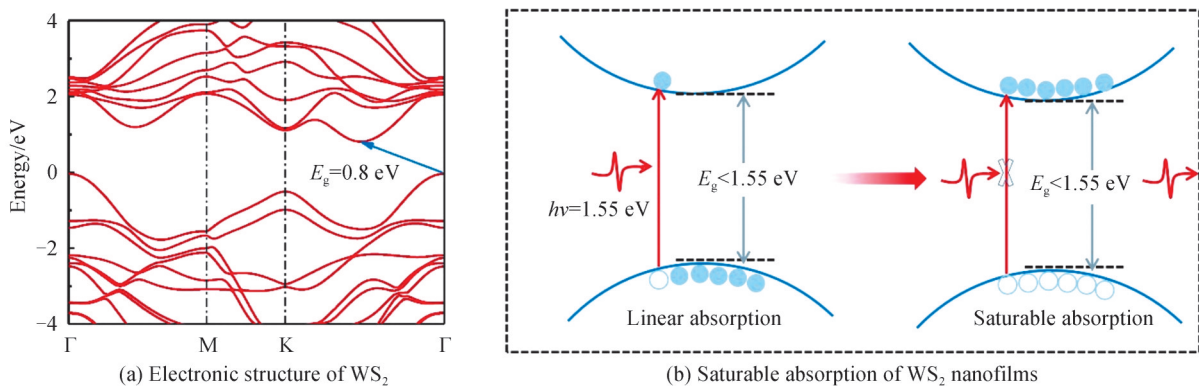 Energy/eV
4
2
0
−2
−4
Γ
M
K
Γ
E_g=0.8 eV
(a) Electronic structure of WS₂
hν=1.55 eV
E_g<1.55 eV
Linear absorption
E_g<1.55 eV
Saturable absorption
(b) Saturable absorption of WS₂ nanofilms